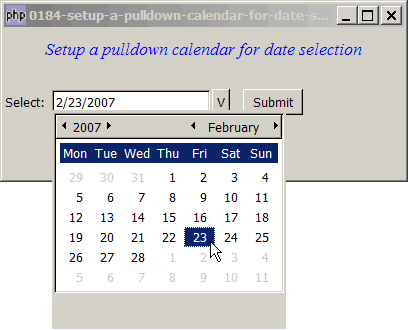 php 0184-setup-a-pulldown-calendar-for-date-s...
Setup a pulldown calendar for date selection
Select: 2/23/2007 V Submit
2007 February
Mon Tue Wed Thu Fri Sat Sun
29 30 31 1 2 3 4
5 6 7 8 9 10 11
12 13 14 15 16 17 18
19 20 21 22 23 24 25
26 27 28 1 2 3 4
5 6 7 8 9 10 11